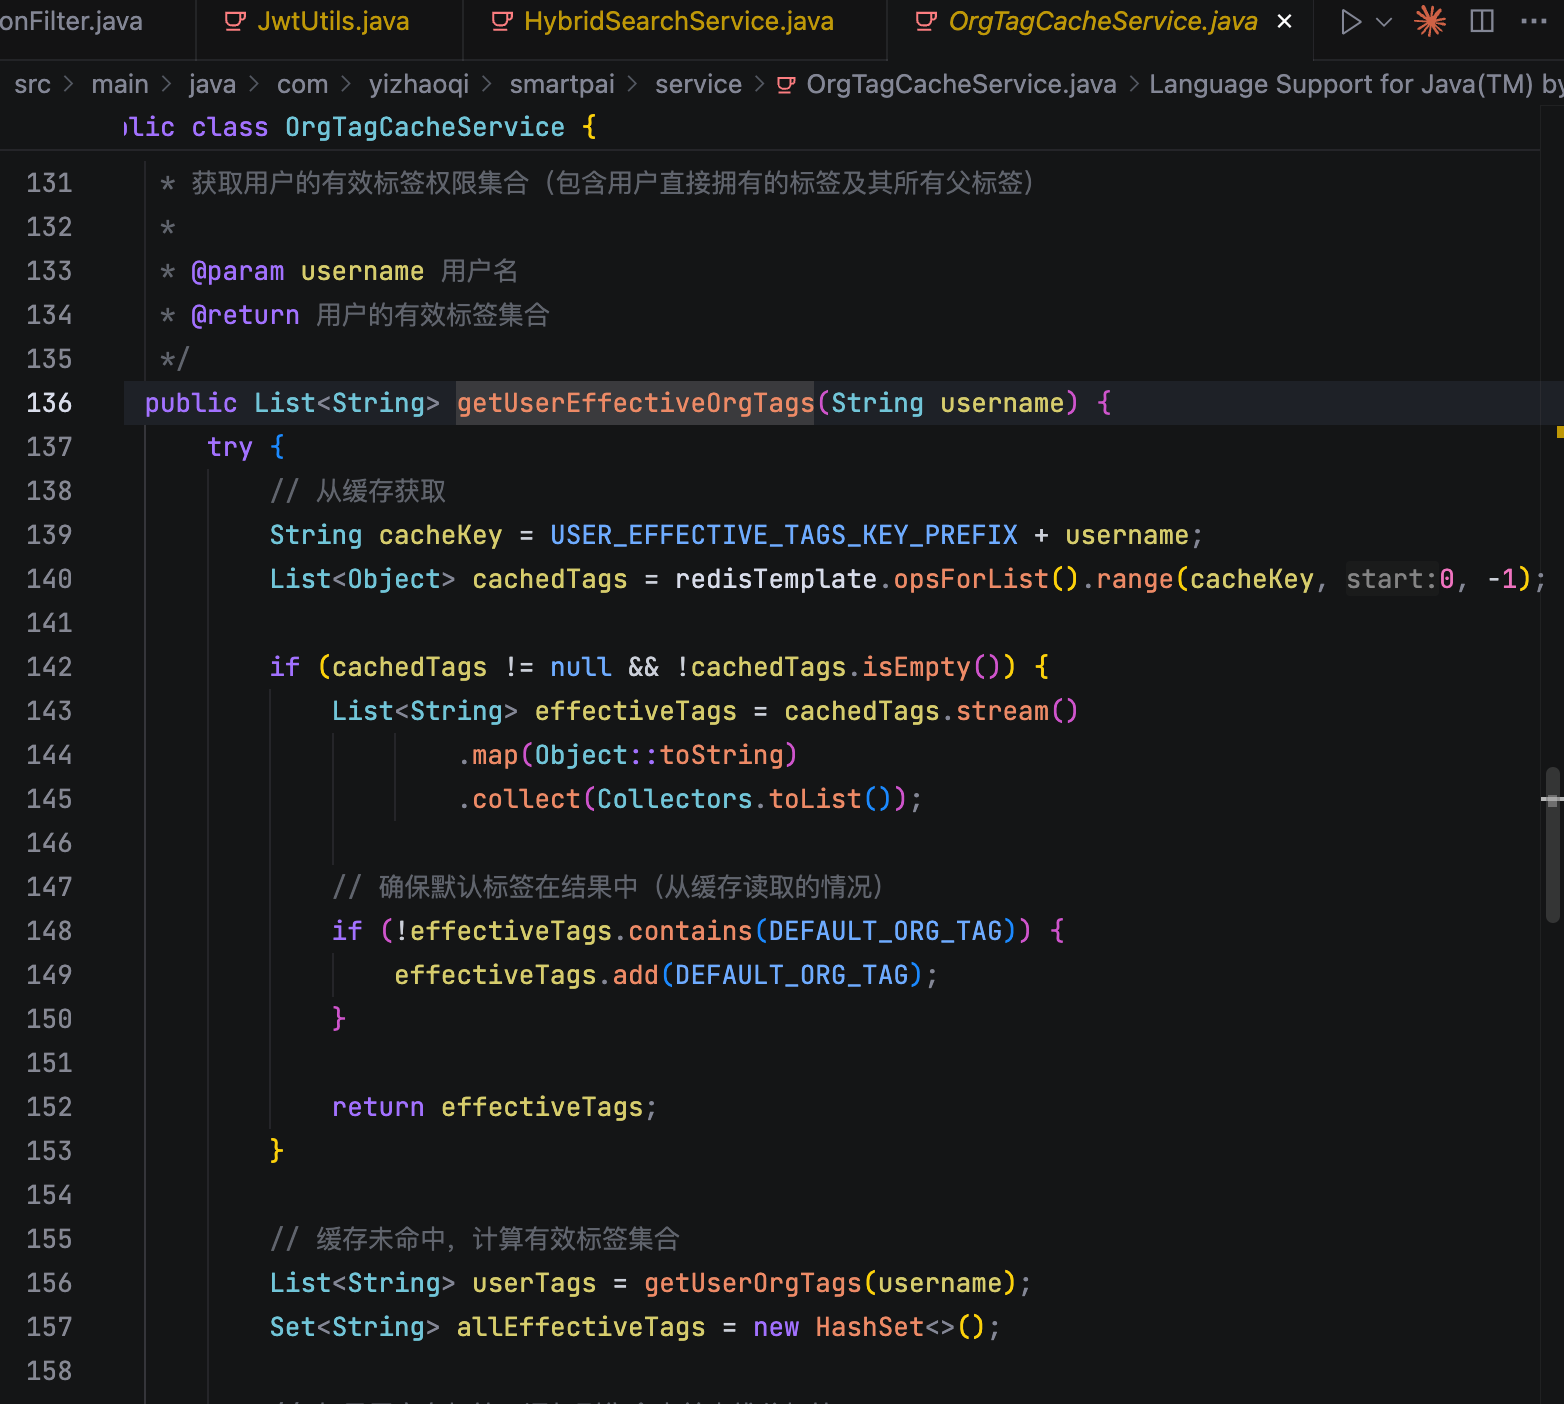 onFilter.java JwtUtils.java HybridSearchService.java OrgTagCacheService.java
src > main > java > com > yizhaoqi > smartpai > service > OrgTagCacheService.java > Language Support for Java(TM) by
lic class OrgTagCacheService {
131 * 获取用户的有效标签权限集合（包含用户直接拥有的标签及其所有父标签）
132 *
133 * @param username 用户名
134 * @return 用户的有效标签集合
135 */
136 public List<String> getUserEffectiveOrgTags(String username) {
137 try {
138 // 从缓存获取
139 String cacheKey = USER_EFFECTIVE_TAGS_KEY_PREFIX + username;
140 List<Object> cachedTags = redisTemplate.opsForList().range(cacheKey, start:0, -1);
141
142 if (cachedTags != null && !cachedTags.isEmpty()) {
143 List<String> effectiveTags = cachedTags.stream()
144 .map(Object::toString)
145 .collect(Collectors.toList());
146
147 // 确保默认标签在结果中（从缓存读取的情况）
148 if (!effectiveTags.contains(DEFAULT_ORG_TAG)) {
149 effectiveTags.add(DEFAULT_ORG_TAG);
150 }
151
152 return effectiveTags;
153 }
154
155 // 缓存未命中，计算有效标签集合
156 List<String> userTags = getUserOrgTags(username);
157 Set<String> allEffectiveTags = new HashSet<>();
158